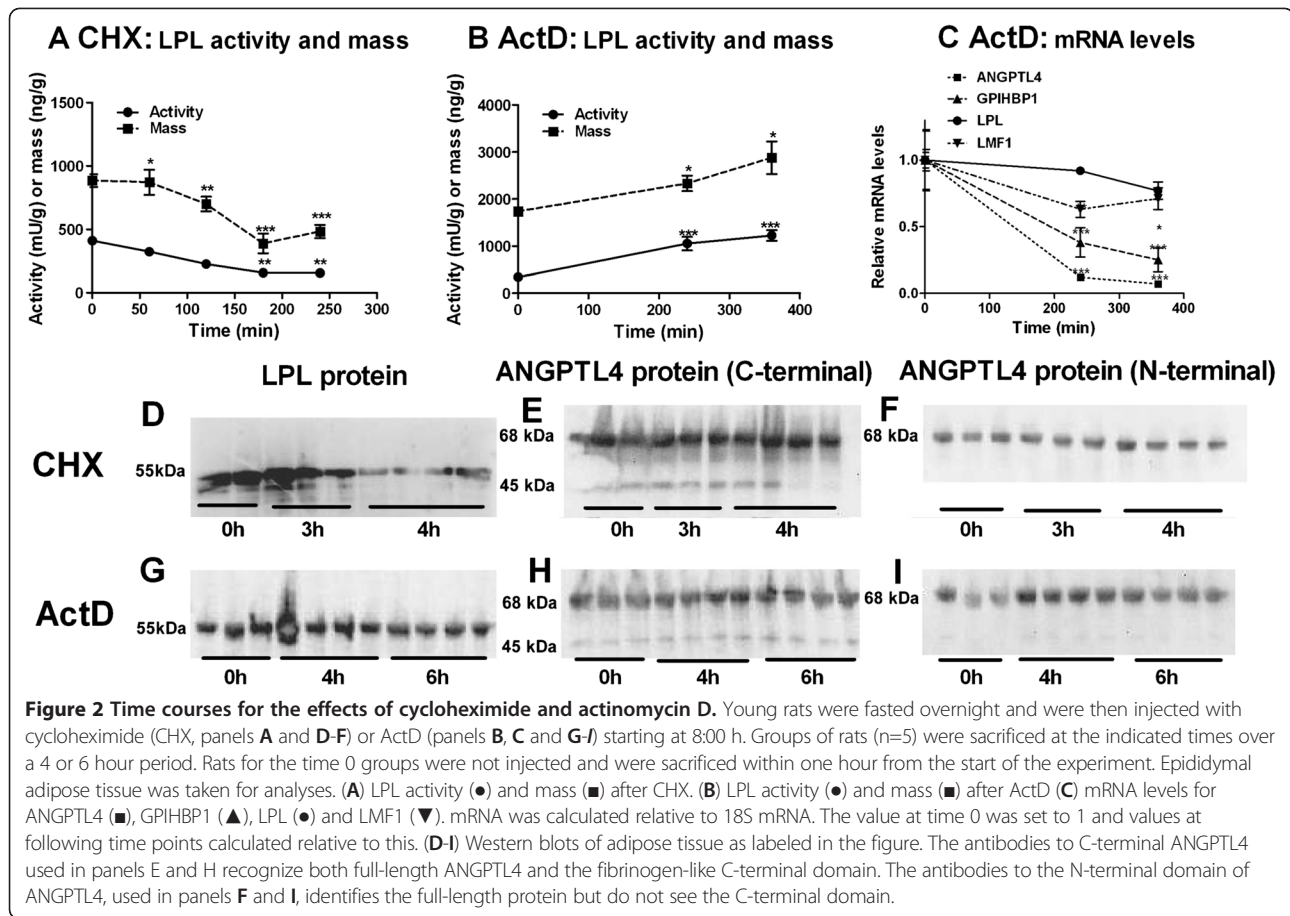 A CHX: LPL activity and mass
Activity (mU/g) or mass (ng/g)
1500
1000
500
0
Activity
Mass
*
**
***
***
**
**
0 50 100 150 200 250 300
Time (min)
B ActD: LPL activity and mass
4000
3000
2000
1000
0
Activity
Mass
*
*
***
***
0 100 200 300 400
Time (min)
C ActD: mRNA levels
ANGPTL4
GPIHBP1
LPL
LMF1
Relative mRNA levels
1.0
0.5
0.0
***
***
*
***
***
0 100 200 300 400
Time (min)
LPL protein
ANGPTL4 protein (C-terminal)
ANGPTL4 protein (N-terminal)
CHX
D
55kDa
0h 3h 4h
E
68 kDa
45 kDa
0h 3h 4h
F
68 kDa
0h 3h 4h
ActD
G
55kDa
0h 4h 6h
H
68 kDa
45 kDa
0h 4h 6h
I
68 kDa
0h 4h 6h
Figure 2 Time courses for the effects of cycloheximide and actinomycin D. Young rats were fasted overnight and were then injected with
cycloheximide (CHX, panels A and D-F) or ActD (panels B, C and G-I) starting at 8:00 h. Groups of rats (n=5) were sacrificed at the indicated times over
a 4 or 6 hour period. Rats for the time 0 groups were not injected and were sacrificed within one hour from the start of the experiment. Epididymal
adipose tissue was taken for analyses. (A) LPL activity (●) and mass (■) after CHX. (B) LPL activity (●) and mass (■) after ActD (C) mRNA levels for
ANGPTL4 (■), GPIHBP1 (▲), LPL (●) and LMF1 (▼). mRNA was calculated relative to 18S mRNA. The value at time 0 was set to 1 and values at
following time points calculated relative to this. (D-I) Western blots of adipose tissue as labeled in the figure. The antibodies to C-terminal ANGPTL4
used in panels E and H recognize both full-length ANGPTL4 and the fibrinogen-like C-terminal domain. The antibodies to the N-terminal domain of
ANGPTL4, used in panels F and I, identifies the full-length protein but do not see the C-terminal domain.